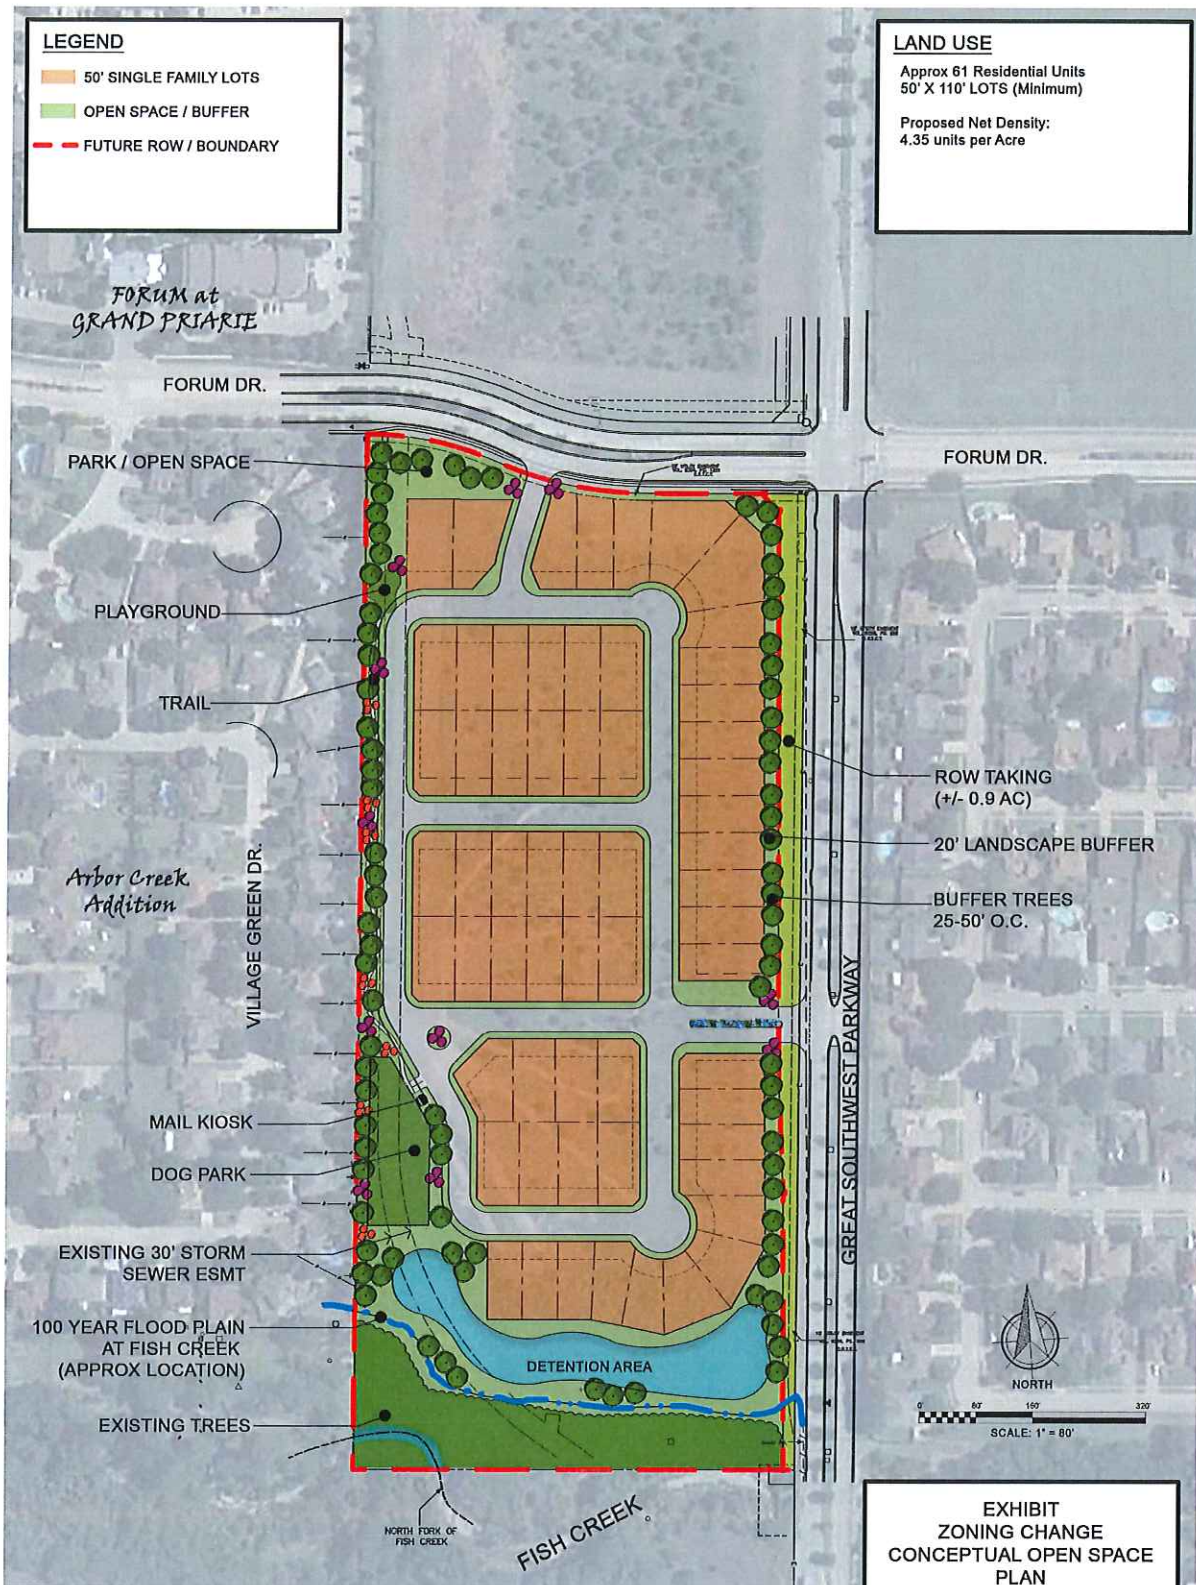 LEGEND
50' SINGLE FAMILY LOTS
OPEN SPACE / BUFFER
FUTURE ROW / BOUNDARY
LAND USE
Approx 61 Residential Units
50' X 110' LOTS (Minimum)
Proposed Net Density:
4.35 units per Acre
FORUM at
GRAND PRIARIE
FORUM DR.
FORUM DR.
PARK / OPEN SPACE
PLAYGROUND
TRAIL
ROW TAKING
(+/- 0.9 AC)
20' LANDSCAPE BUFFER
BUFFER TREES
25-50' O.C.
Arbor Creek
Addition
VILLAGE GREEN DR.
GREAT SOUTHWEST PARKWAY
MAIL KIOSK
DOG PARK
EXISTING 30' STORM
SEWER ESMT
100 YEAR FLOOD PLAIN
AT FISH CREEK
(APPROX LOCATION)
DETENTION AREA
EXISTING TREES
NORTH
0 80' 160' 320'
SCALE: 1" = 80'
NORTH FORK OF
FISH CREEK
FISH CREEK
EXHIBIT
ZONING CHANGE
CONCEPTUAL OPEN SPACE
PLAN